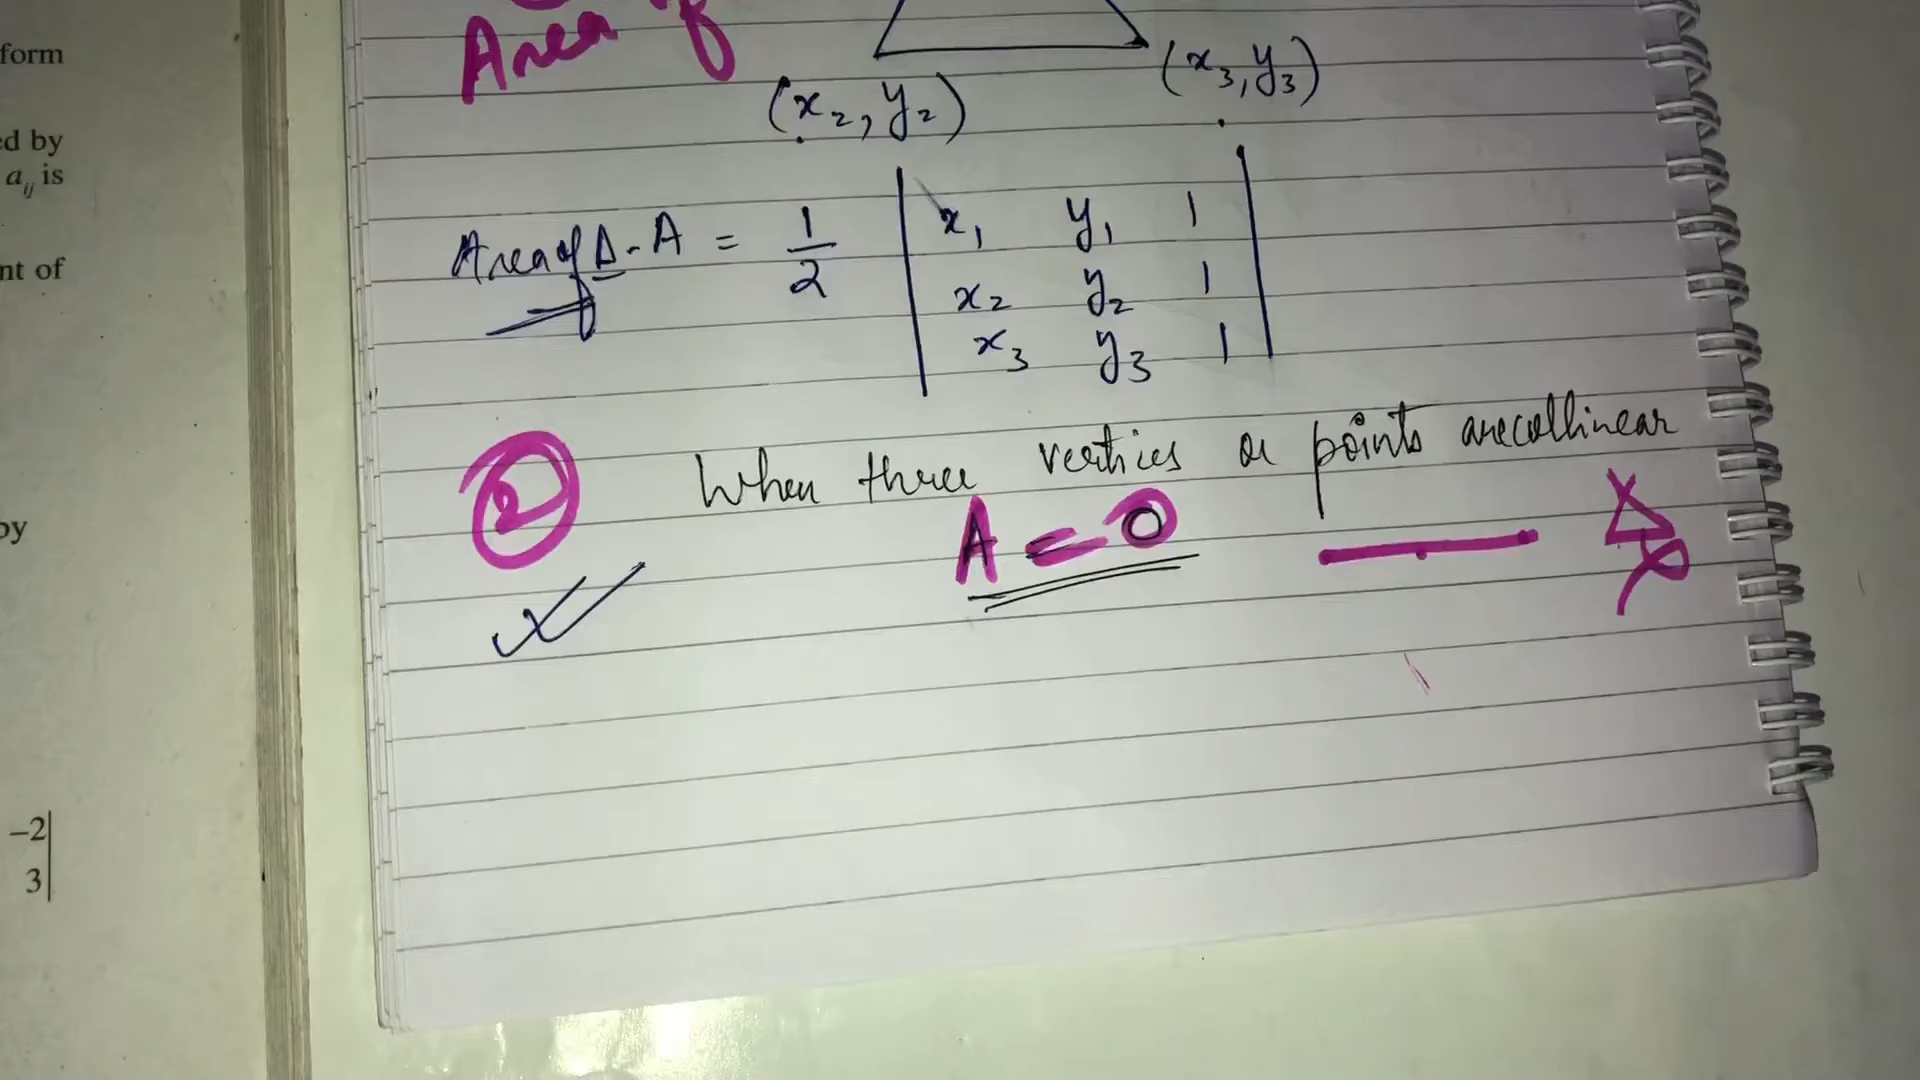 form
ed by
a_ij is
nt of
by
-2
3
Area of
(x₂, y₂)
(x₃, y₃)
Area of Δ - A = 1/2 | x₁ y₁ 1 |
| x₂ y₂ 1 |
| x₃ y₃ 1 |
2 When three vertices or points are collinear
A = 0